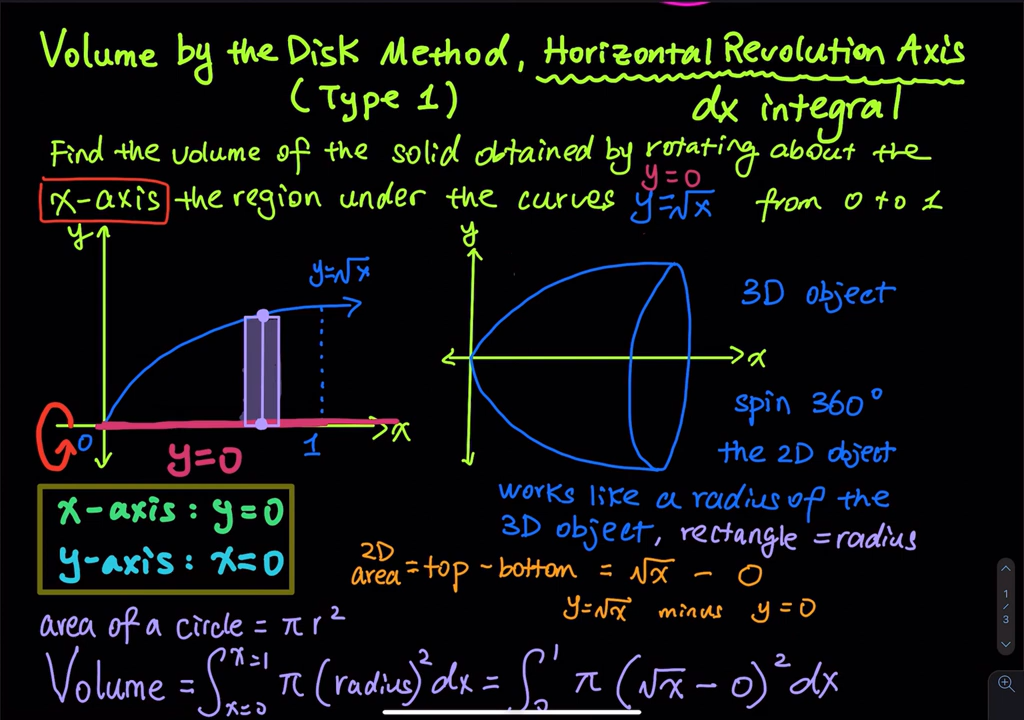 Volume by the Disk Method, Horizontal Revolution Axis
(Type 1) dx integral
Find the volume of the solid obtained by rotating about the
y=0
x-axis the region under the curves y=√x from 0 to 1
y
y=√x
0
1
x
y=0
y
x
3D object
spin 360°
the 2D object
works like a radius of the
3D object, rectangle = radius
x-axis: y=0
y-axis: x=0
2D
area = top - bottom = √x - 0
y=√x minus y=0
area of a circle = πr²
Volume = ∫_{x=0}^{x=1} π(radius)² dx = ∫_0^1 π(√x - 0)² dx
1
/
3